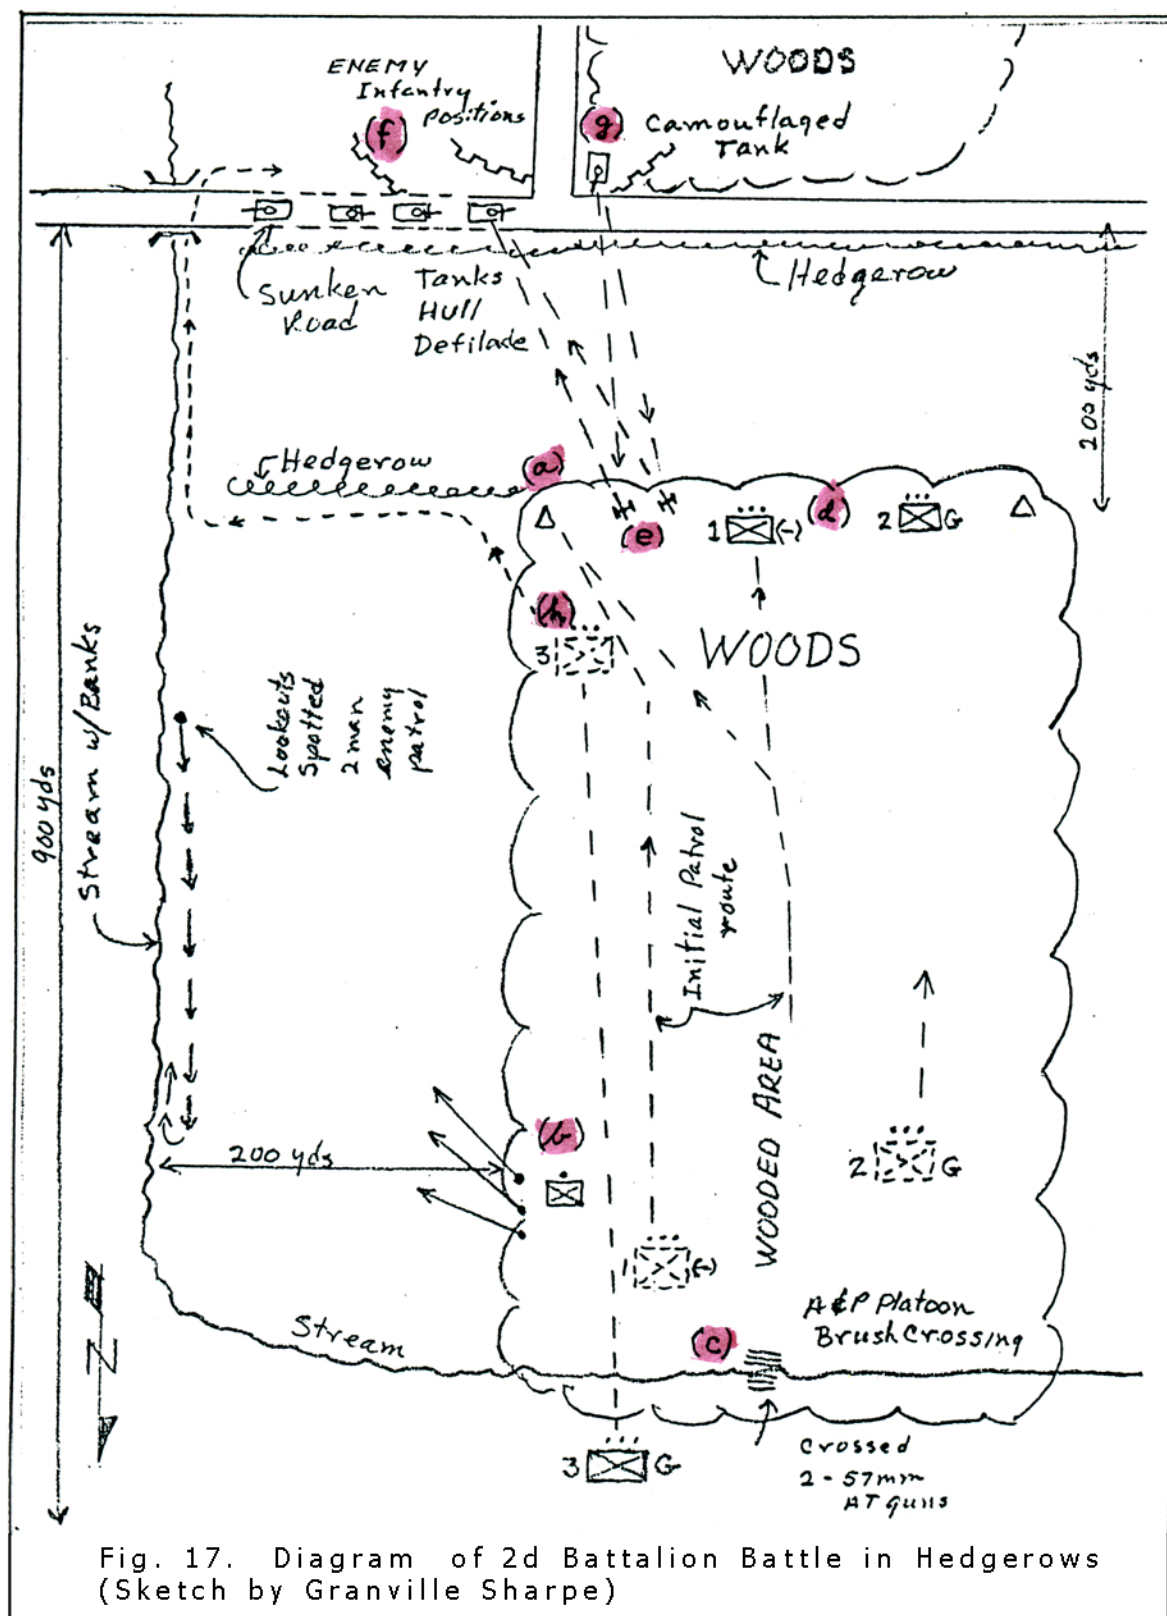 WOODS
ENEMY
Infantry
Positions
(f)
(g)
Camouflaged
Tank
Hedgerow
Sunken
Road
Tanks
Hull
Defilade
200 yds
Hedgerow
(a)
(e)
1
(-)
(d)
2
G
(h)
3
WOODS
Lookouts
Spotted
2 man
enemy
patrol
Stream w/Banks
900 yds
Initial Patrol
route
WOODED AREA
(b)
2
G
200 yds
1
(-)
A&P Platoon
Brush Crossing
Stream
(c)
N
3
G
Crossed
2-57mm
AT guns
Fig. 17. Diagram of 2d Battalion Battle in Hedgerows
(Sketch by Granville Sharpe)